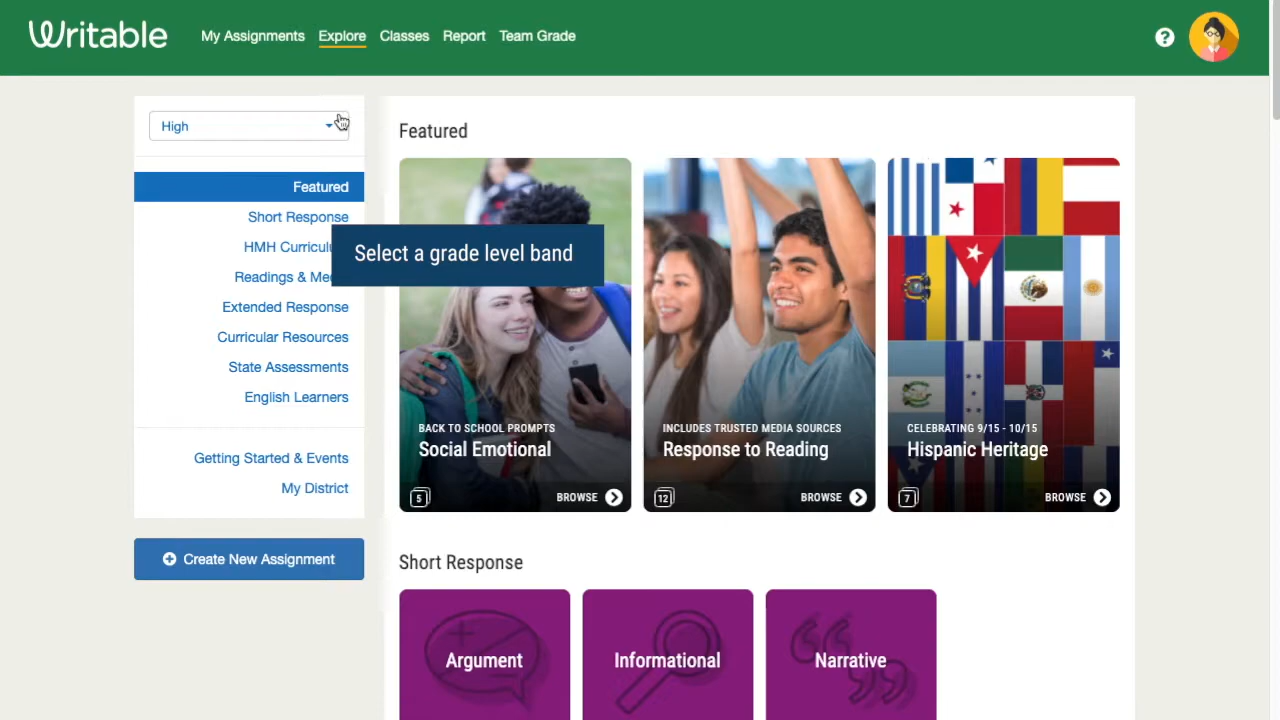 Writable
My Assignments
Explore
Classes
Report
Team Grade
?
High
Featured
Short Response
HMH
Readings &
Extended Response
Curricular Resources
State Assessments
English Learners
Getting Started & Events
My District
Create New Assignment
Select a grade level band
Featured
BACK TO SCHOOL PROMPTS
Social Emotional
5
BROWSE
INCLUDES TRUSTED MEDIA SOURCES
Response to Reading
12
BROWSE
CELEBRATING 9/15 - 10/15
Hispanic Heritage
7
BROWSE
Short Response
Argument
Informational
Narrative